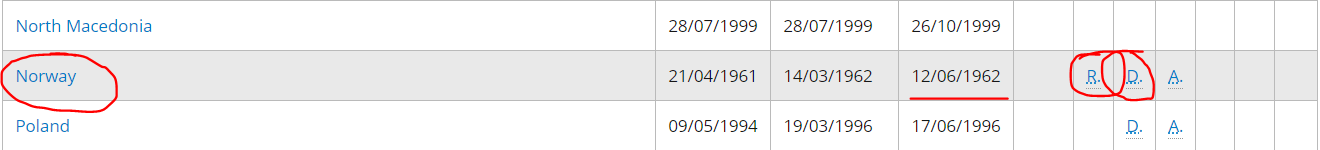 North Macedonia 28/07/1999 28/07/1999 26/10/1999
Norway 21/04/1961 14/03/1962 12/06/1962 R. D. A.
Poland 09/05/1994 19/03/1996 17/06/1996 D. A.